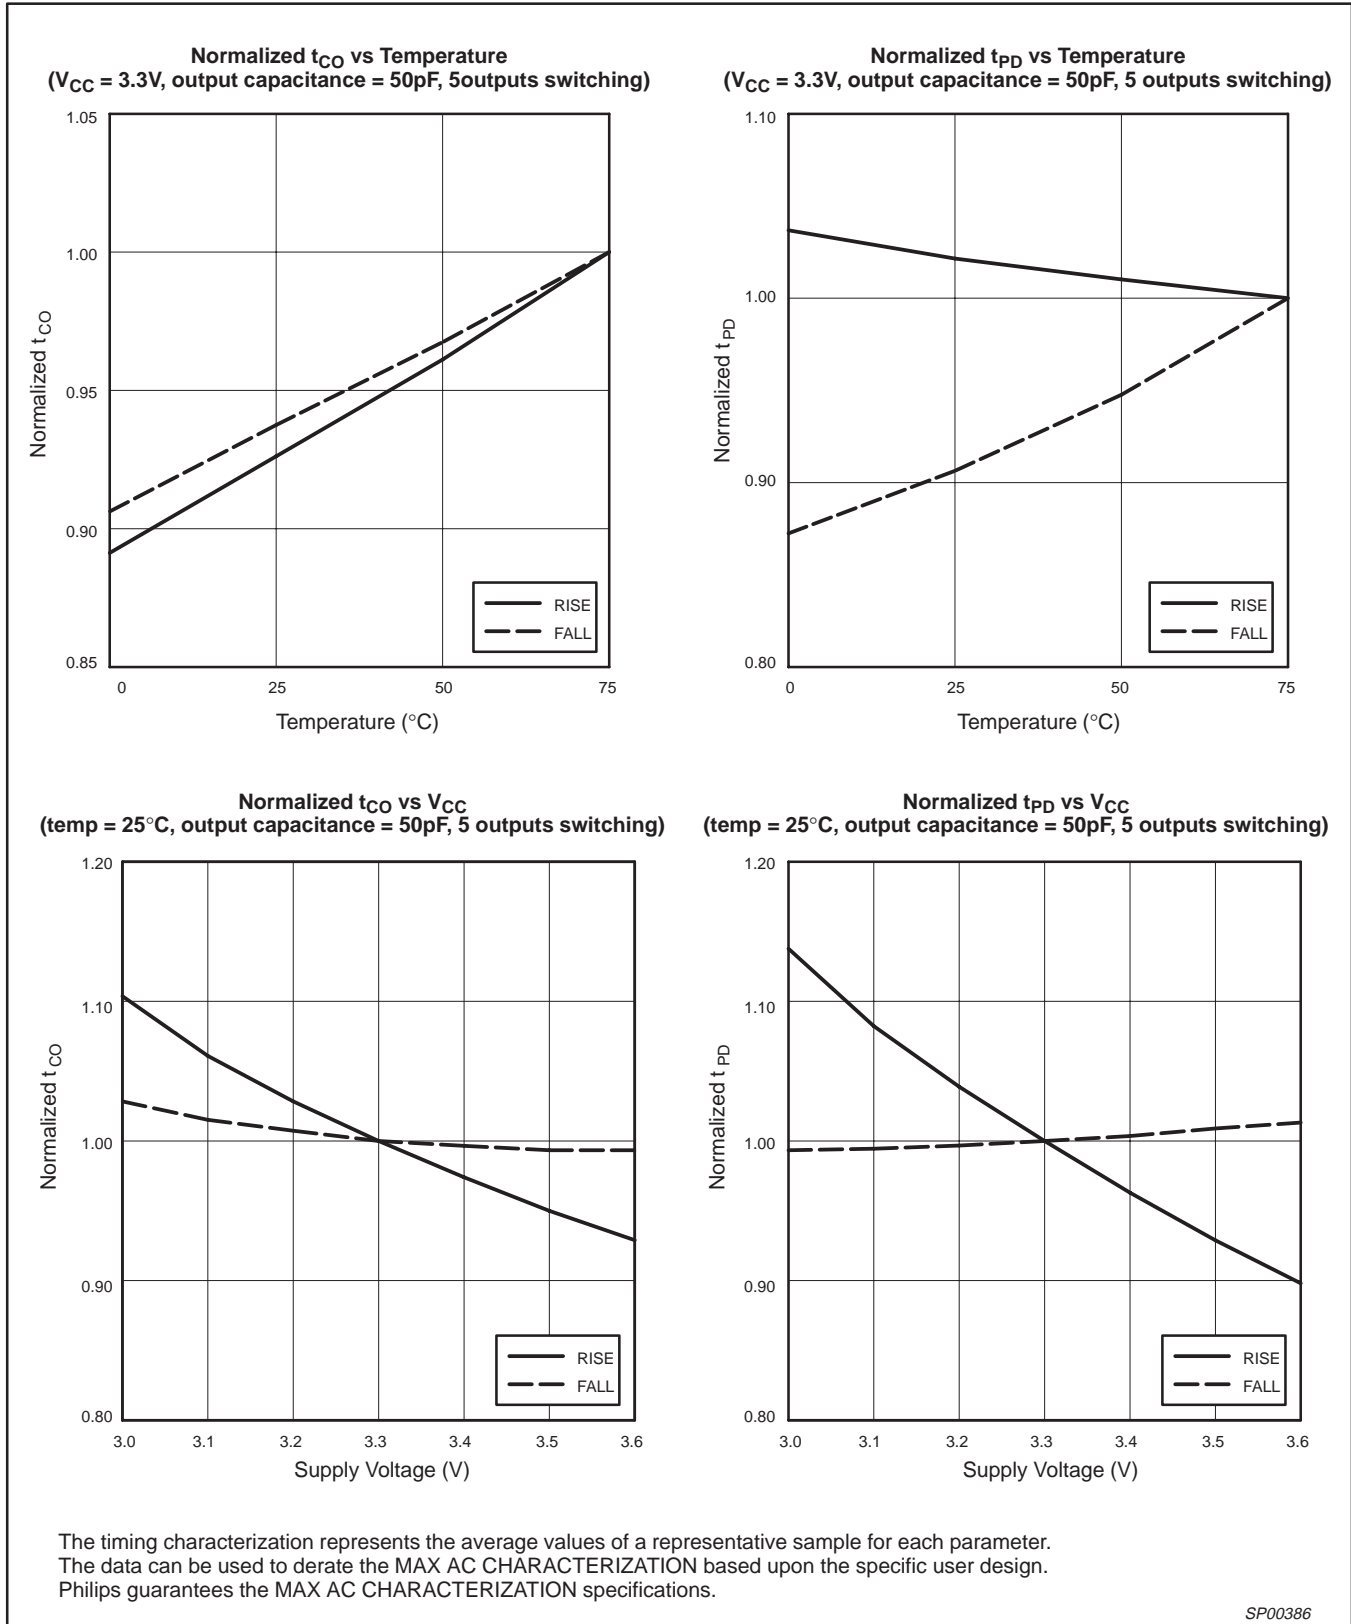 Normalized tCO vs Temperature
(VCC = 3.3V, output capacitance = 50pF, 5outputs switching)
1.05
1.00
0.95
0.90
0.85
Normalized tCO
RISE
FALL
0 25 50 75
Temperature (°C)
Normalized tPD vs Temperature
(VCC = 3.3V, output capacitance = 50pF, 5 outputs switching)
1.10
1.00
0.90
0.80
Normalized tPD
RISE
FALL
0 25 50 75
Temperature (°C)
Normalized tCO vs VCC
(temp = 25°C, output capacitance = 50pF, 5 outputs switching)
1.20
1.10
1.00
0.90
0.80
Normalized tCO
RISE
FALL
3.0 3.1 3.2 3.3 3.4 3.5 3.6
Supply Voltage (V)
Normalized tPD vs VCC
(temp = 25°C, output capacitance = 50pF, 5 outputs switching)
1.20
1.10
1.00
0.90
0.80
Normalized tPD
RISE
FALL
3.0 3.1 3.2 3.3 3.4 3.5 3.6
Supply Voltage (V)
The timing characterization represents the average values of a representative sample for each parameter.
The data can be used to derate the MAX AC CHARACTERIZATION based upon the specific user design.
Philips guarantees the MAX AC CHARACTERIZATION specifications.
SP00386